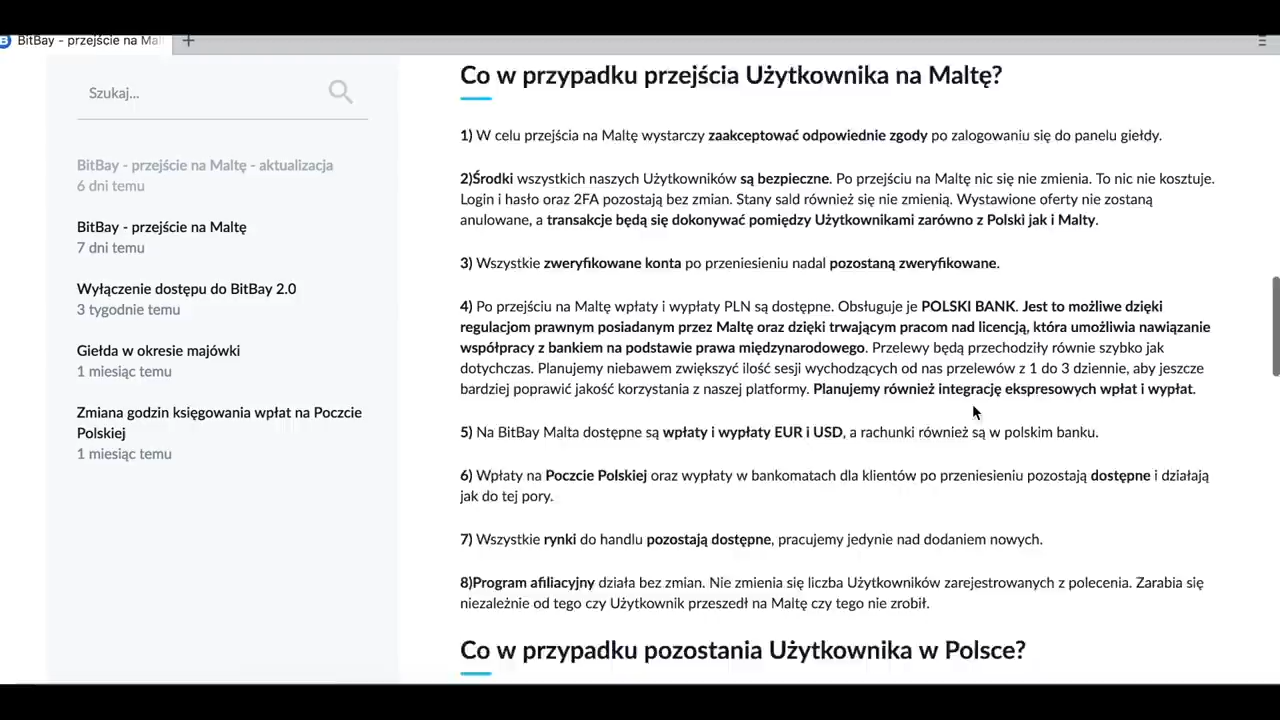 BitBay - przejście na Mal
Szukaj...
BitBay - przejście na Maltę - aktualizacja
6 dni temu
BitBay - przejście na Maltę
7 dni temu
Wyłączenie dostępu do BitBay 2.0
3 tygodnie temu
Giełda w okresie majówki
1 miesiąc temu
Zmiana godzin księgowania wpłat na Poczcie
Polskiej
1 miesiąc temu
Co w przypadku przejścia Użytkownika na Maltę?
1) W celu przejścia na Maltę wystarczy zaakceptować odpowiednie zgody po zalogowaniu się do panelu giełdy.
2)Środki wszystkich naszych Użytkowników są bezpieczne. Po przejściu na Maltę nic się nie zmienia. To nic nie kosztuje.
Login i hasło oraz 2FA pozostają bez zmian. Stany sald również się nie zmienią. Wystawione oferty nie zostaną
anulowane, a transakcje będą się dokonywać pomiędzy Użytkownikami zarówno z Polski jak i Malty.
3) Wszystkie zweryfikowane konta po przeniesieniu nadal pozostaną zweryfikowane.
4) Po przejściu na Maltę wpłaty i wypłaty PLN są dostępne. Obsługuje je POLSKI BANK. Jest to możliwe dzięki
regulacjom prawnym posiadanym przez Maltę oraz dzięki trwającym pracom nad licencją, która umożliwia nawiązanie
współpracy z bankiem na podstawie prawa międzynarodowego. Przelewy będą przechodziły równie szybko jak
dotychczas. Planujemy niebawem zwiększyć ilość sesji wychodzących od nas przelewów z 1 do 3 dziennie, aby jeszcze
bardziej poprawić jakość korzystania z naszej platformy. Planujemy również integrację ekspresowych wpłat i wypłat.
5) Na BitBay Malta dostępne są wpłaty i wypłaty EUR i USD, a rachunki również są w polskim banku.
6) Wpłaty na Poczcie Polskiej oraz wypłaty w bankomatach dla klientów po przeniesieniu pozostają dostępne i działają
jak do tej pory.
7) Wszystkie rynki do handlu pozostają dostępne, pracujemy jedynie nad dodaniem nowych.
8)Program afiliacyjny działa bez zmian. Nie zmienia się liczba Użytkowników zarejestrowanych z polecenia. Zarabia się
niezależnie od tego czy Użytkownik przeszedł na Maltę czy tego nie zrobił.
Co w przypadku pozostania Użytkownika w Polsce?